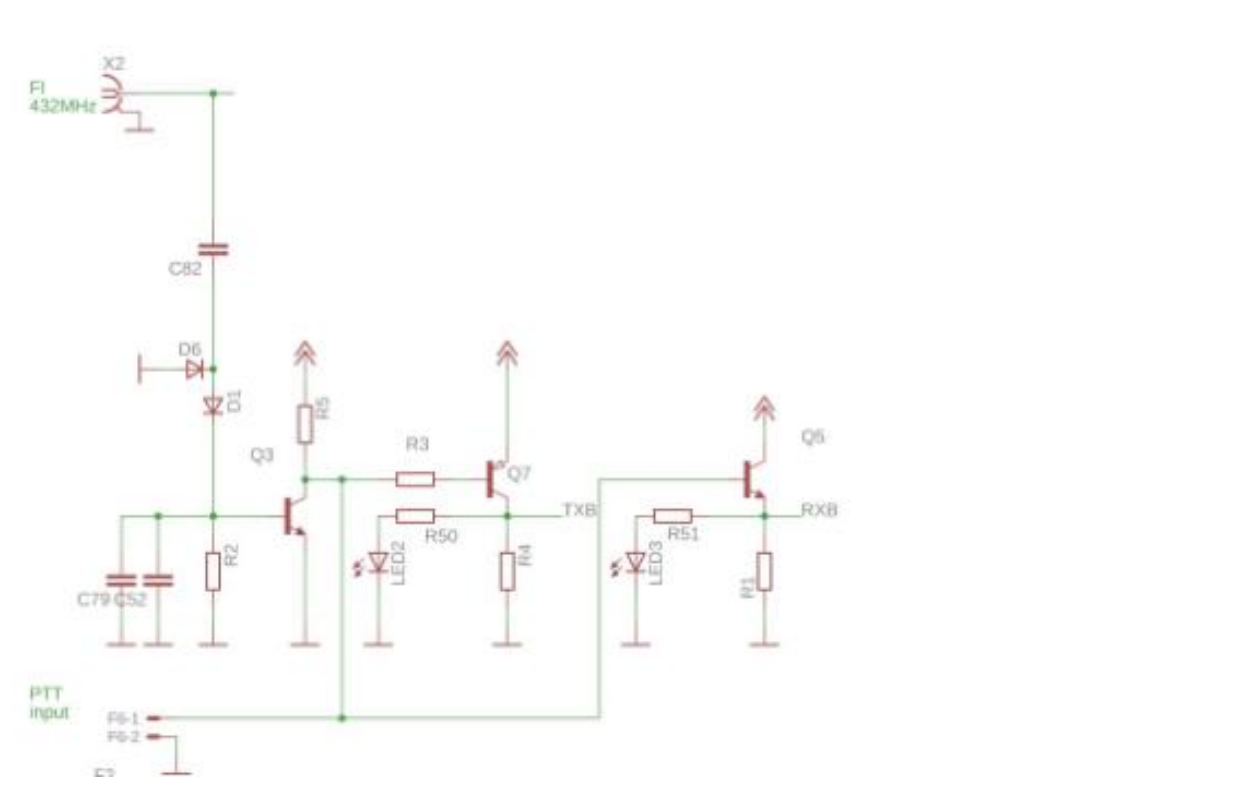 X2
FI
432MHz
C82
D6
D1
R5
R3
Q3
Q7
Q5
TXB
RXB
R50
R51
R2
LED2
R4
LED3
R1
C79
C52
PTT
input
F6-1
F6-2